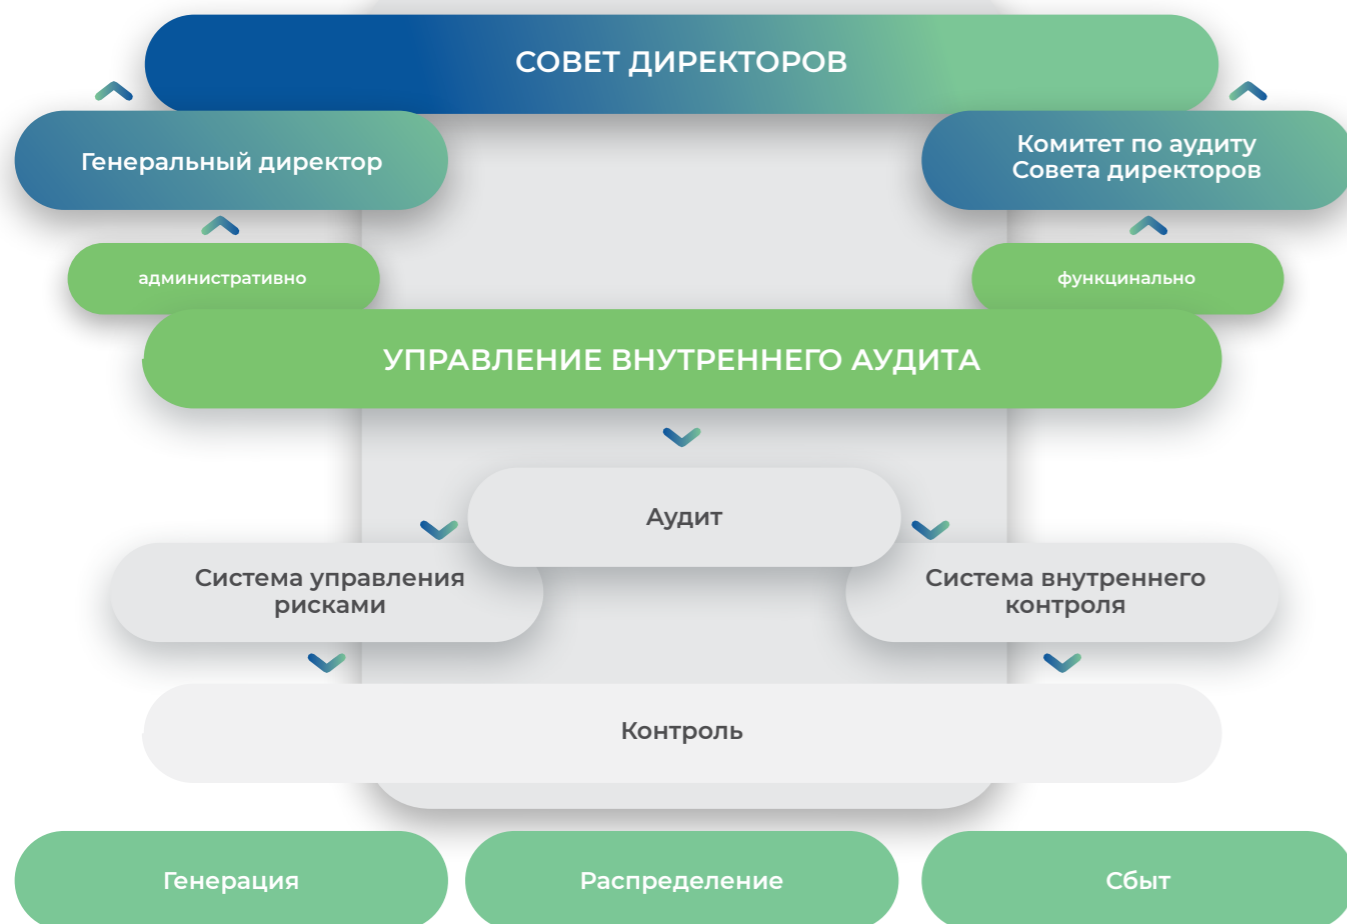 СОВЕТ ДИРЕКТОРОВ
Генеральный директор
Комитет по аудиту
Совета директоров
административно
функцинально
УПРАВЛЕНИЕ ВНУТРЕННЕГО АУДИТА
Аудит
Система управления
рисками
Система внутреннего
контроля
Контроль
Генерация
Распределение
Сбыт